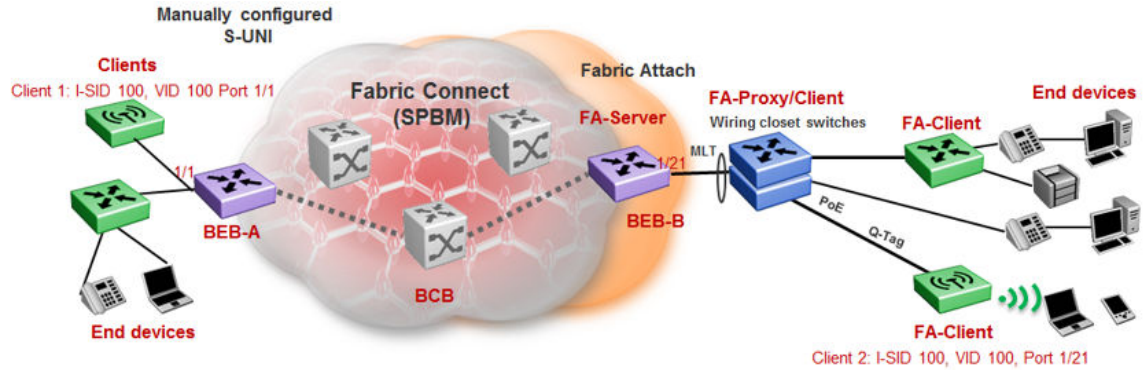 Manually configured
S-UNI
Clients
Client 1: I-SID 100, VID 100 Port 1/1
1/1
BEB-A
End devices
Fabric Connect
(SPBM)
BCB
Fabric Attach
FA-Server
1/21
BEB-B
MLT
FA-Proxy/Client
Wiring closet switches
PoE
Q-Tag
End devices
FA-Client
FA-Client
Client 2: I-SID 100, VID 100, Port 1/21